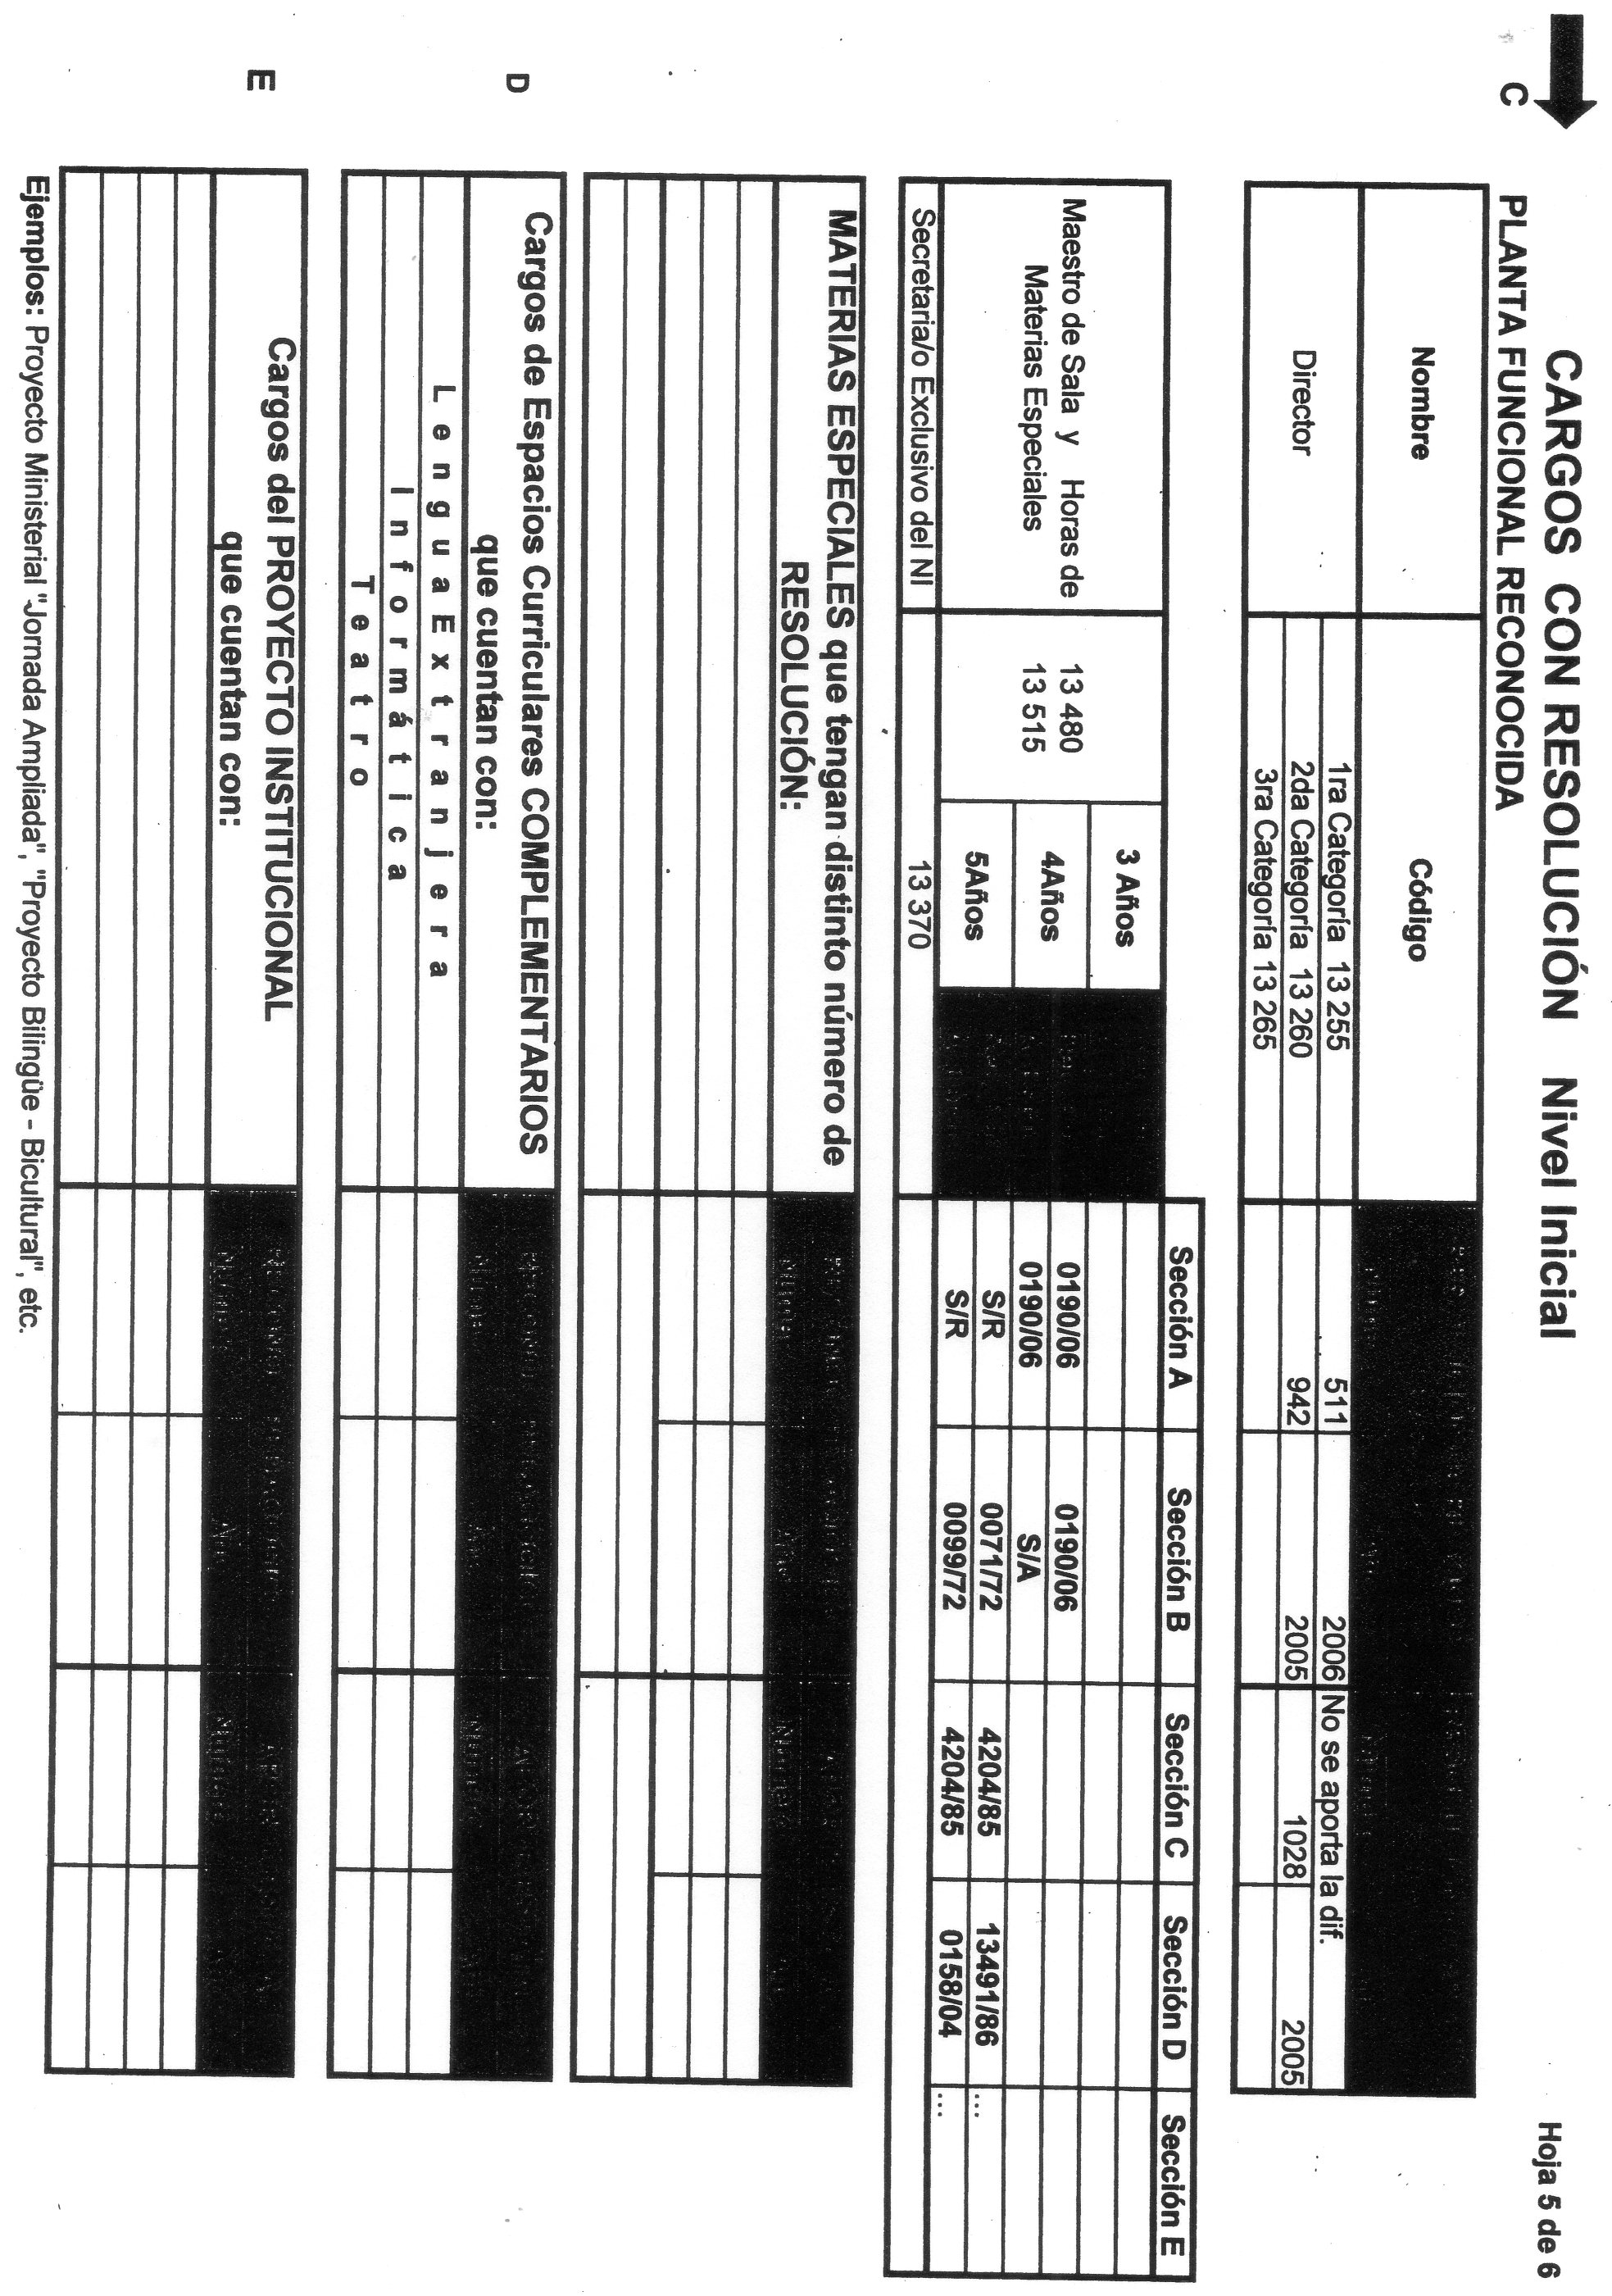 CARGOS CON RESOLUCIÓN Nivel Inicial
Hoja 5 de 6
C
PLANTA FUNCIONAL RECONOCIDA
Nombre Código
Director
1ra Categoría 13 255 511 2006 No se aporta la dif.
2da Categoría 13 260 942 2005 1028 2005
3ra Categoría 13 265
Sección A Sección B Sección C Sección D Sección E
Maestro de Sala y Horas de
Materias Especiales
13 480
13 515
3 Años
4Años
0190/06 0190/06
0190/06 S/A
5Años
S/R 0071/72 4204/85 13491/86 ...
S/R 0099/72 4204/85 0158/04 ...
Secretaria/o Exclusivo del NI 13 370
MATERIAS ESPECIALES que tengan distinto número de
RESOLUCIÓN:
D
Cargos de Espacios Curriculares COMPLEMENTARIOS
que cuentan con:
L e n g u a E x t r a n j e r a
I n f o r m á t i c a
T e a t r o
E
Cargos del PROYECTO INSTITUCIONAL
que cuentan con:
Ejemplos: Proyecto Ministerial "Jornada Ampliada", "Proyecto Bilingüe - Bicultural", etc.